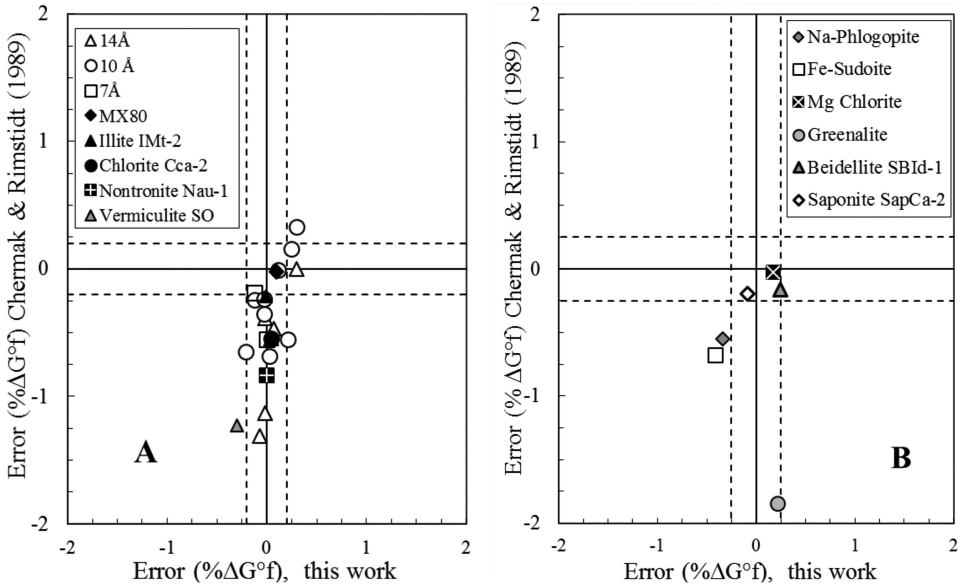 Error (%ΔG°f) Chermak & Rimstidt (1989)
2
1
0
-1
-2
14Å
10 Å
7Å
MX80
Illite IMt-2
Chlorite Cca-2
Nontronite Nau-1
Vermiculite SO
A
-2
-1
0
1
2
Error (%ΔG°f), this work
Error (% ΔG°f) Chermak & Rimstidt (1989)
2
1
0
-1
-2
Na-Phlogopite
Fe-Sudoite
Mg Chlorite
Greenalite
Beidellite SBId-1
Saponite SapCa-2
B
-2
-1
0
1
2
Error (%ΔG°f), this work